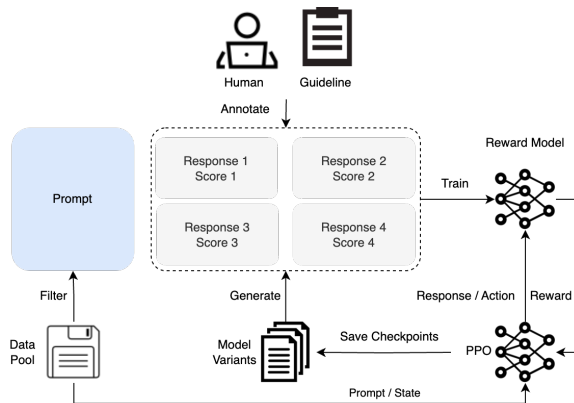 Human
Guideline
Annotate
Prompt
Response 1
Score 1
Response 2
Score 2
Response 3
Score 3
Response 4
Score 4
Reward Model
Train
Filter
Generate
Response / Action
Reward
Data
Pool
Model
Variants
Save Checkpoints
PPO
Prompt / State